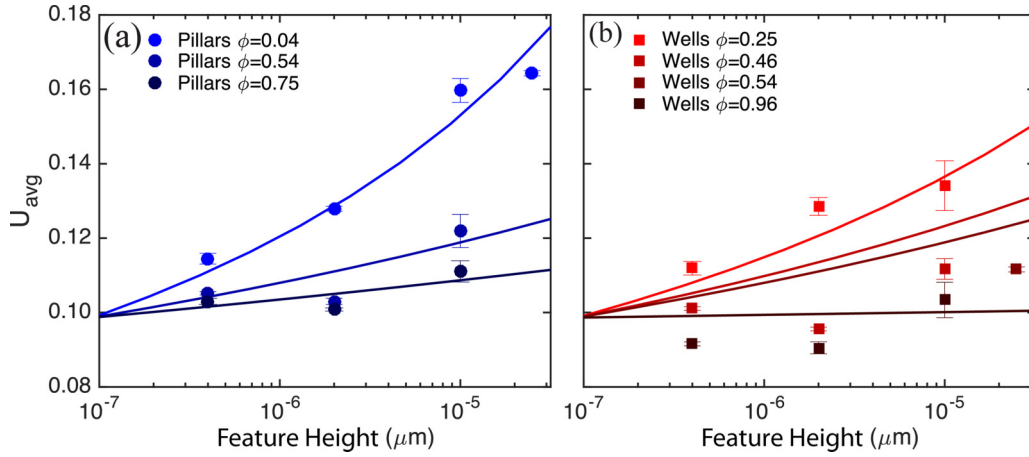 0.18
0.16
0.14
0.12
0.10
0.08
U_avg
(a)
Pillars ϕ=0.04
Pillars ϕ=0.54
Pillars ϕ=0.75
10^-7
10^-6
10^-5
Feature Height (μm)
(b)
Wells ϕ=0.25
Wells ϕ=0.46
Wells ϕ=0.54
Wells ϕ=0.96
10^-7
10^-6
10^-5
Feature Height (μm)